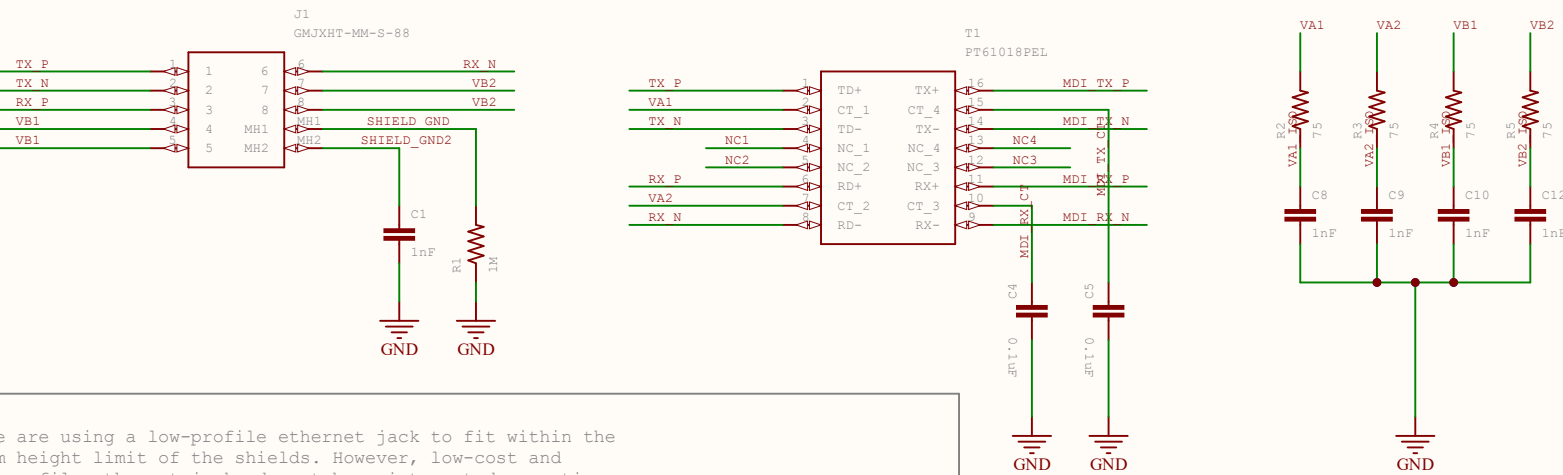 J1
GMJXHT-MM-S-88
TX_P 1 1 6 6 RX_N
TX_N 2 2 7 7 VB2
RX_P 3 3 8 8 VB2
VB1 4 4 MH1 MH1 SHIELD_GND
VB1 5 5 MH2 MH2 SHIELD_GND2
C1
1nF
R1
1M
GND
GND
T1
PT61018PEL
TX_P 1 TD+ TX+ 16 MDI_TX_P
VA1 2 CT_1 CT_4 15
TX_N 3 TD- TX- 14 MDI_TX_N
NC1 4 NC_1 NC_4 13 NC4
NC2 5 NC_2 NC_3 12 NC3
RX_P 6 RD+ RX+ 11 MDI_RX_P
VA2 7 CT_2 CT_3 10
RX_N 8 RD- RX- 9 MDI_RX_N
MDI_RX_CT
MDI_TX_CT
C4
0.1uF
C5
0.1uF
GND
GND
VA1 VA2 VB1 VB2
R2 75 R3 75 R4 75 R5 75
VA1_ISO VA2_ISO VB1_ISO VB2_ISO
C8 C9 C10 C12
1nF 1nF 1nF
GND
are using a low-profile ethernet jack to fit within the
height limit of the shields. However, low-cost and